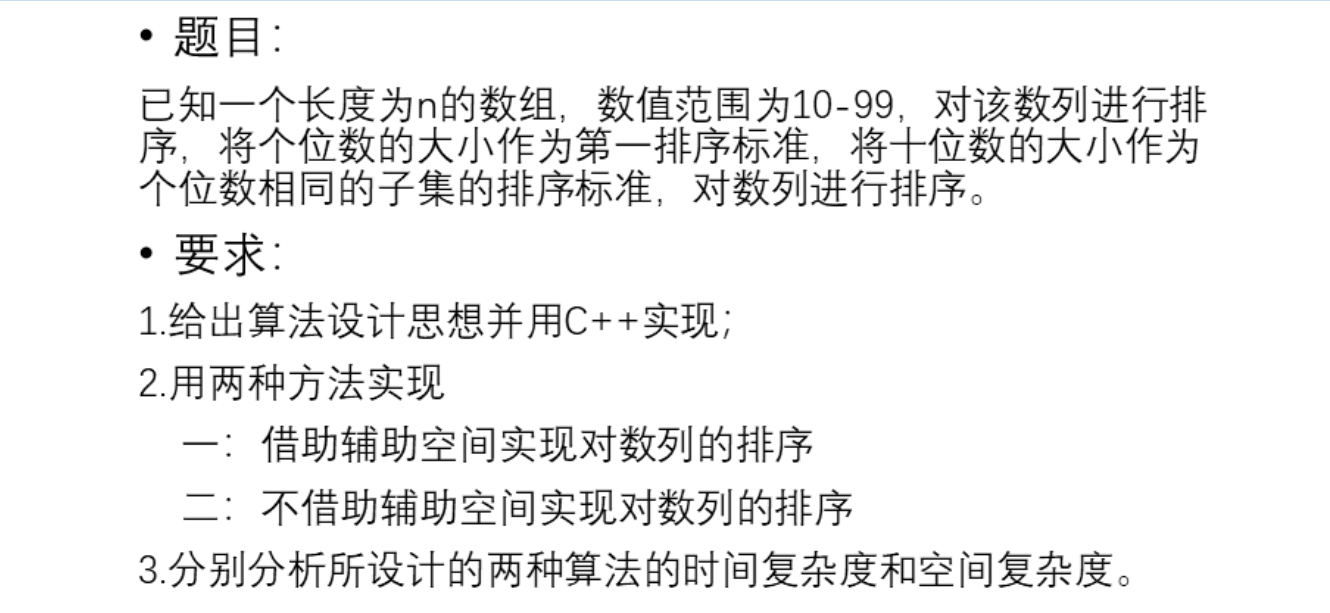 • 题目：
已知一个长度为n的数组，数值范围为10-99，对该数列进行排
序，将个位数的大小作为第一排序标准，将十位数的大小作为
个位数相同的子集的排序标准，对数列进行排序。
• 要求：
1.给出算法设计思想并用C++实现；
2.用两种方法实现
一：借助辅助空间实现对数列的排序
二：不借助辅助空间实现对数列的排序
3.分别分析所设计的两种算法的时间复杂度和空间复杂度。